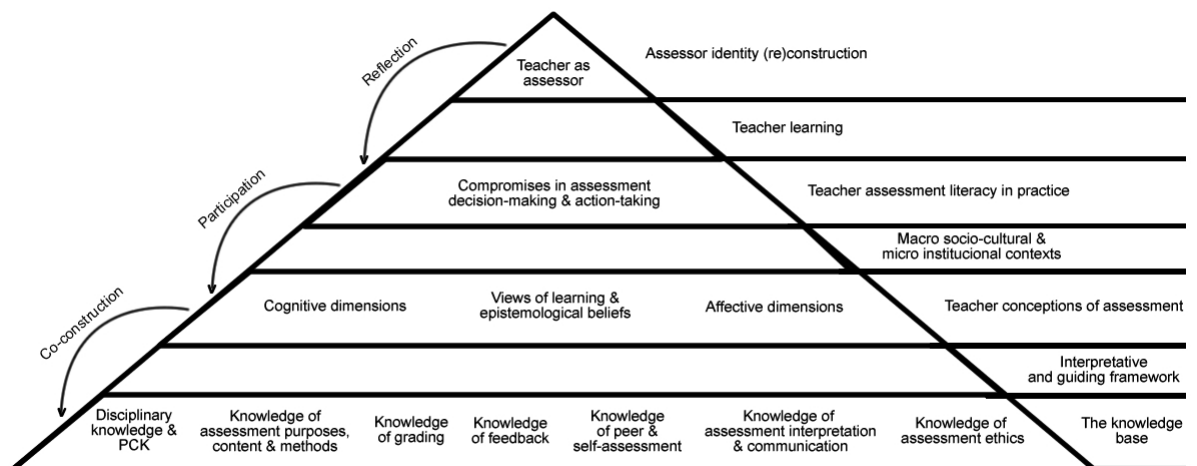 Reflection
Teacher as
assessor
Assessor identity (re)construction
Teacher learning
Participation
Compromises in assessment
decision-making & action-taking
Teacher assessment literacy in practice
Macro socio-cultural &
micro institutional contexts
Co-construction
Cognitive dimensions
Views of learning &
epistemological beliefs
Affective dimensions
Teacher conceptions of assessment
Interpretative
and guiding framework
Disciplinary
knowledge &
PCK
Knowledge of
assessment purposes,
content & methods
Knowledge
of grading
Knowledge
of feedback
Knowledge
of peer &
self-assessment
Knowledge of
assessment interpretation
& communication
Knowledge of
assessment ethics
The knowledge
base